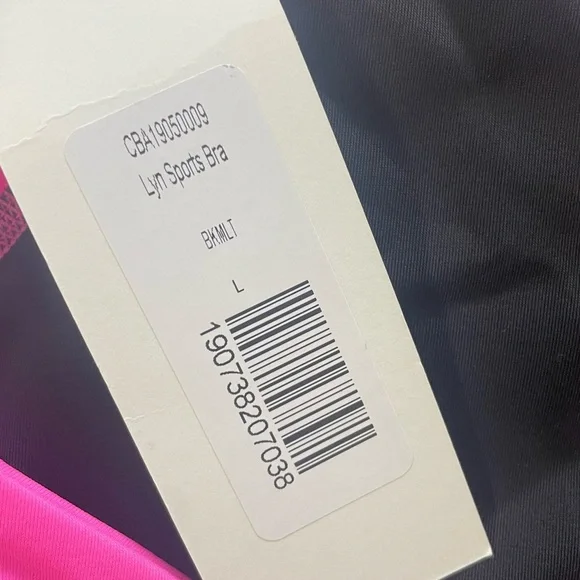 CBA19050009
Lyn Sports Bra
BKMLT
L
190738207038